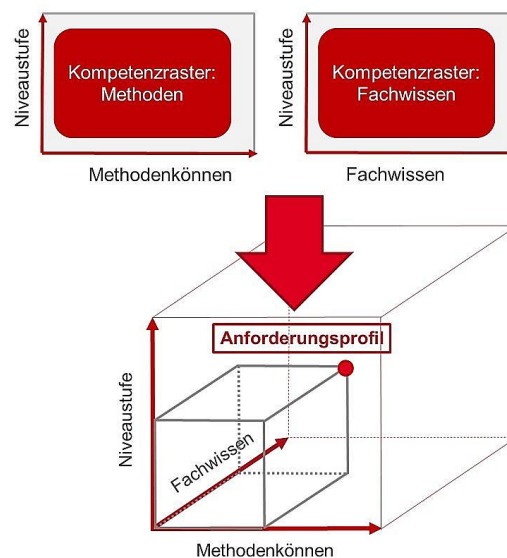 Niveaustufe
Kompetenzraster:
Methoden
Methodenkönnen
Niveaustufe
Kompetenzraster:
Fachwissen
Fachwissen
Anforderungsprofil
Niveaustufe
Fachwissen
Methodenkönnen